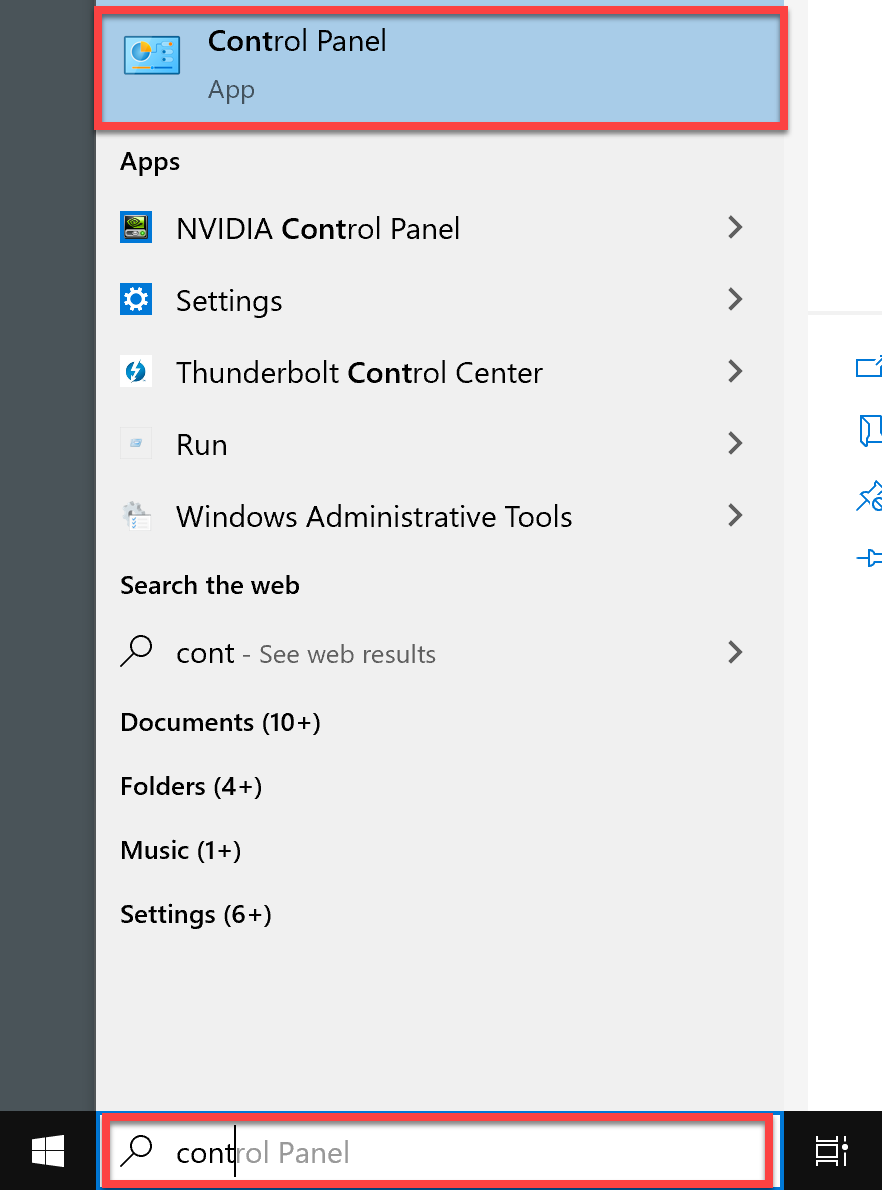 Control Panel
App
Apps
NVIDIA Control Panel
Settings
Thunderbolt Control Center
Run
Windows Administrative Tools
Search the web
cont - See web results
Documents (10+)
Folders (4+)
Music (1+)
Settings (6+)
control Panel